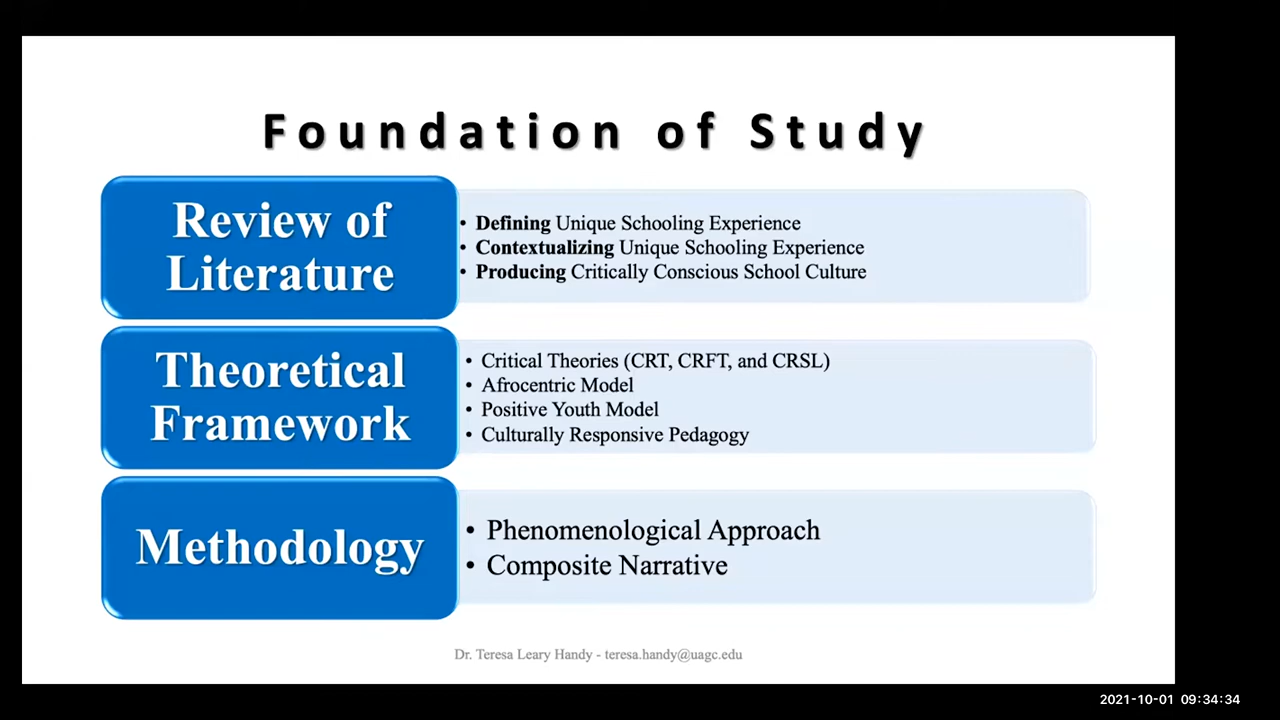 Foundation of Study
Review of
Literature
• Defining Unique Schooling Experience
• Contextualizing Unique Schooling Experience
• Producing Critically Conscious School Culture
Theoretical
Framework
• Critical Theories (CRT, CRFT, and CRSL)
• Afrocentric Model
• Positive Youth Model
• Culturally Responsive Pedagogy
Methodology
• Phenomenological Approach
• Composite Narrative
Dr. Teresa Leary Handy - teresa.handy@uagc.edu
2021-10-01 09:34:34